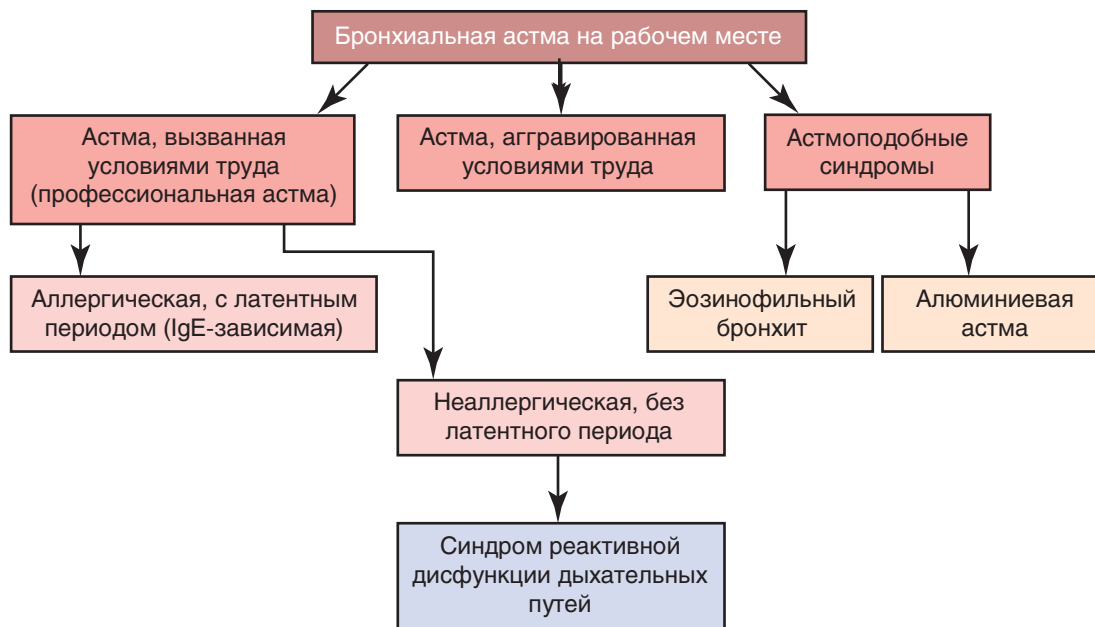 Бронхиальная астма на рабочем месте
Астма, вызванная
условиями труда
(профессиональная астма)
Астма, аггравированная
условиями труда
Астмоподобные
синдромы
Аллергическая, с латентным
периодом (IgE-зависимая)
Эозинофильный
бронхит
Алюминиевая
астма
Неаллергическая, без
латентного периода
Синдром реактивной
дисфункции дыхательных
путей